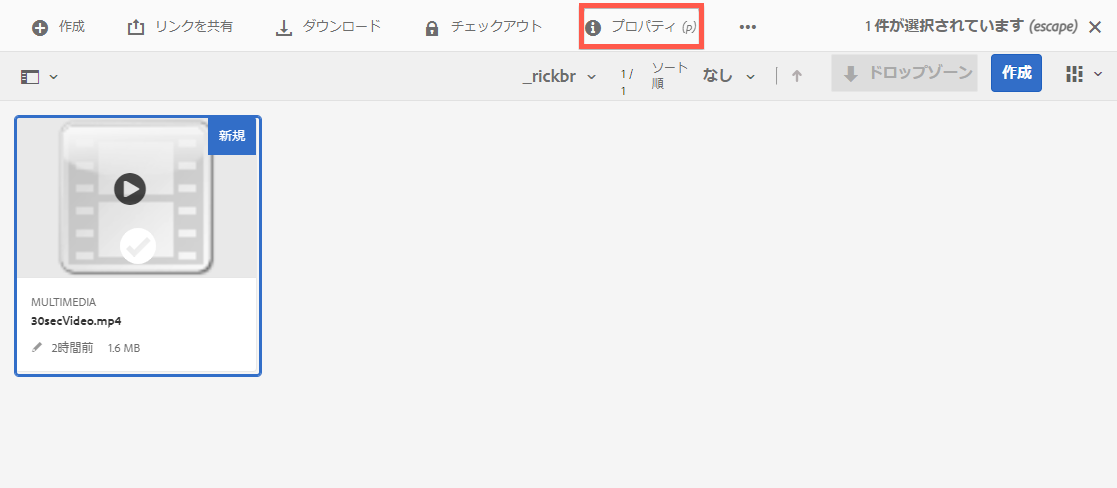 作成 リンクを共有 ダウンロード チェックアウト プロパティ (p) ••• 1 件が選択されています (escape)
_rickbr 1 / 1 ソート順 なし ドロップゾーン 作成
新規
MULTIMEDIA
30secVideo.mp4
2時間前 1.6 MB